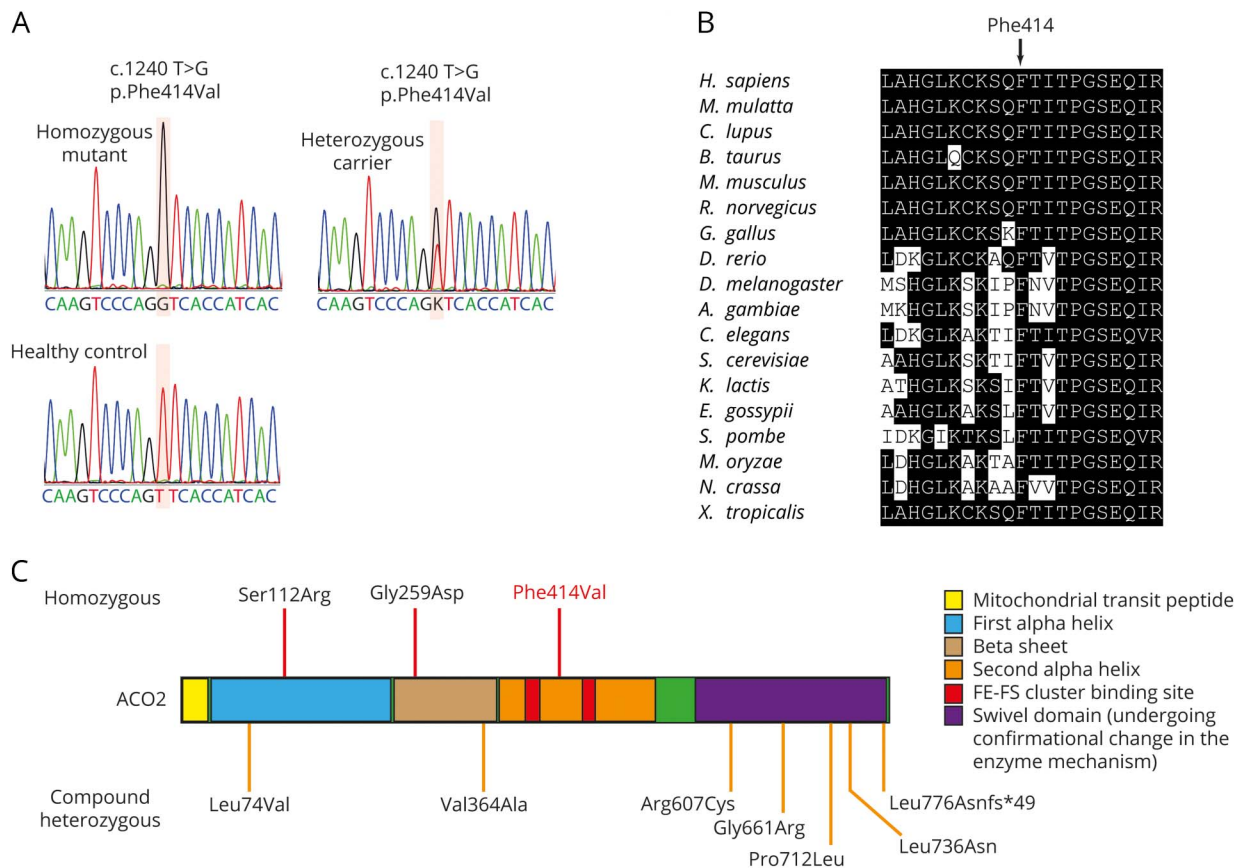 A
c.1240 T>G
p.Phe414Val
Homozygous
mutant
CAAGTCCCAGGTCACCATCAC
c.1240 T>G
p.Phe414Val
Heterozygous
carrier
CAAGTCCCAGKTCACCATCAC
Healthy control
CAAGTCCCAGTTCACCATCAC
B
Phe414
H. sapiens LAHGLKCKSQFTITPGSEQIR
M. mulatta LAHGLKCKSQFTITPGSEQIR
C. lupus LAHGLKCKSQFTITPGSEQIR
B. taurus LAHGLQCKSQFTITPGSEQIR
M. musculus LAHGLKCKSQFTITPGSEQIR
R. norvegicus LAHGLKCKSQFTITPGSEQIR
G. gallus LAHGLKCKSKFTITPGSEQIR
D. rerio LDKGLKCKAQFTVTPGSEQIR
D. melanogaster MSHGLKSKIPFNVTPGSEQIR
A. gambiae MKHGLKSKIPFNVTPGSEQIR
C. elegans LDKGLKAKTIFTITPGSEQVR
S. cerevisiae AAHGLKSKTIFTVTPGSEQIR
K. lactis ATHGLKSKSIFTVTPGSEQIR
E. gossypii AAHGLKAKSLFTVTPGSEQIR
S. pombe IDKGIKTKSLFTITPGSEQVR
M. oryzae LDHGLKAKTAFTITPGSEQIR
N. crassa LDHGLKAKAAFVVTPGSEQIR
X. tropicalis LAHGLKCKSQFTITPGSEQIR
C
Homozygous
Ser112Arg
Gly259Asp
Phe414Val
ACO2
Compound
heterozygous
Leu74Val
Val364Ala
Arg607Cys
Gly661Arg
Pro712Leu
Leu736Asn
Leu776Asnfs*49
Mitochondrial transit peptide
First alpha helix
Beta sheet
Second alpha helix
FE-FS cluster binding site
Swivel domain (undergoing
confirmational change in the
enzyme mechanism)